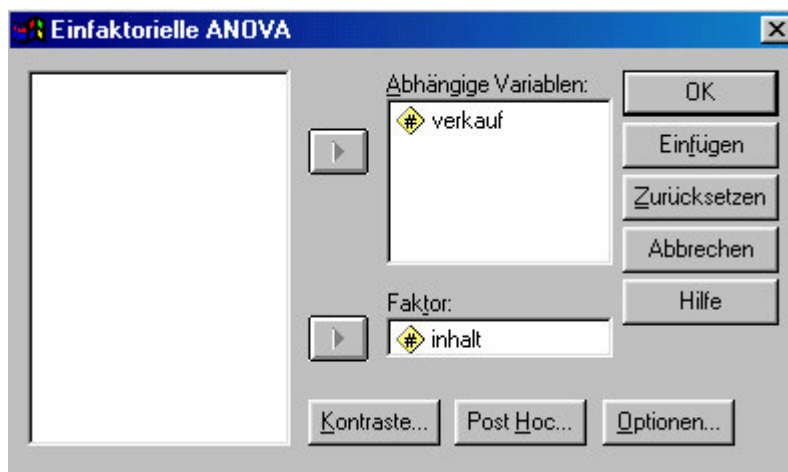 Einfaktorielle ANOVA
Abhängige Variablen:
# verkauf
Faktor:
# inhalt
OK
Einfügen
Zurücksetzen
Abbrechen
Hilfe
Kontraste...
Post Hoc...
Optionen...